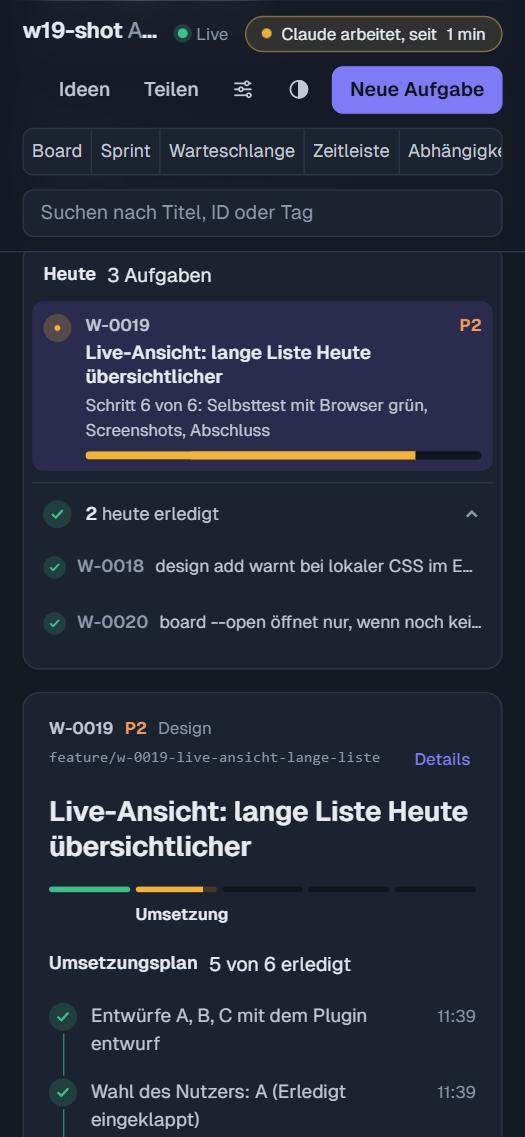 w19-shot A...
Live
Claude arbeitet, seit 1 min
Ideen
Teilen
Neue Aufgabe
Board
Sprint
Warteschlange
Zeitleiste
Abhängigke
Suchen nach Titel, ID oder Tag
Heute 3 Aufgaben
W-0019 P2
Live-Ansicht: lange Liste Heute
übersichtlicher
Schritt 6 von 6: Selbsttest mit Browser grün,
Screenshots, Abschluss
2 heute erledigt
W-0018 design add warnt bei lokaler CSS im E...
W-0020 board --open öffnet nur, wenn noch kei...
W-0019 P2 Design
feature/w-0019-live-ansicht-lange-liste
Details
Live-Ansicht: lange Liste Heute
übersichtlicher
Umsetzung
Umsetzungsplan 5 von 6 erledigt
Entwürfe A, B, C mit dem Plugin 11:39
entwurf
Wahl des Nutzers: A (Erledigt 11:39
eingeklappt)